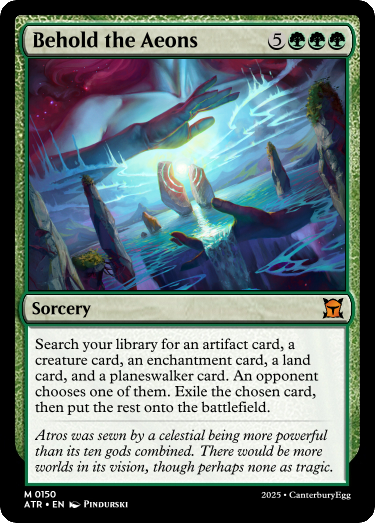 Behold the Aeons 5
Sorcery
Search your library for an artifact card, a
creature card, an enchantment card, a land
card, and a planeswalker card. An opponent
chooses one of them. Exile the chosen card,
then put the rest onto the battlefield.
Atros was sewn by a celestial being more powerful
than its ten gods combined. There would be more
worlds in its vision, though perhaps none as tragic.
M 0150
ATR • EN Pindurski
2025 • CanterburyEgg